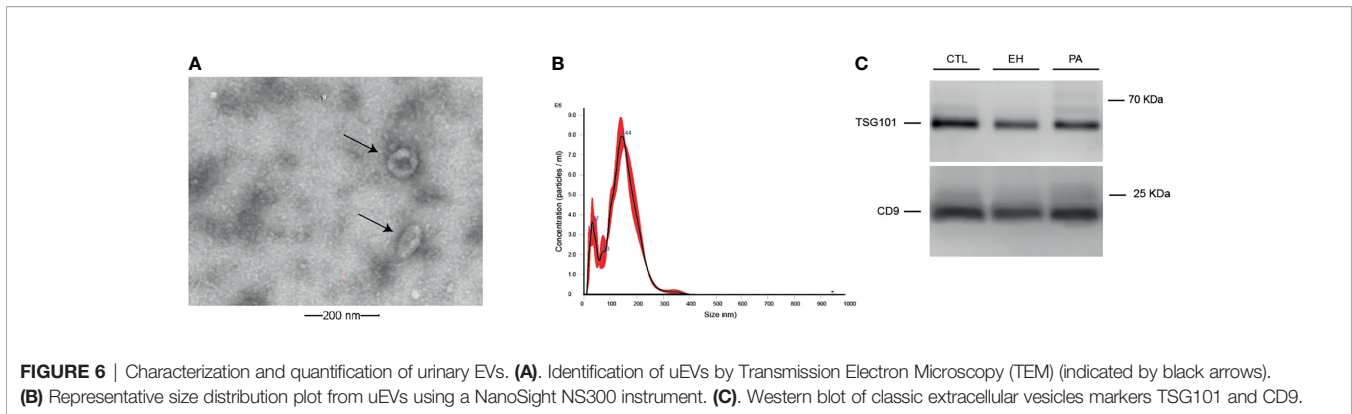 A
200 nm
B
E6
Concentration (particles / ml)
9.0
8.0
7.0
6.0
5.0
4.0
3.0
2.0
1.0
0
0 100 200 300 400 500 600 700 800 900 1000
Size nm)
C
CTL EH PA
70 KDa
TSG101
25 KDa
CD9
FIGURE 6 | Characterization and quantification of urinary EVs. (A). Identification of uEVs by Transmission Electron Microscopy (TEM) (indicated by black arrows).
(B) Representative size distribution plot from uEVs using a NanoSight NS300 instrument. (C). Western blot of classic extracellular vesicles markers TSG101 and CD9.